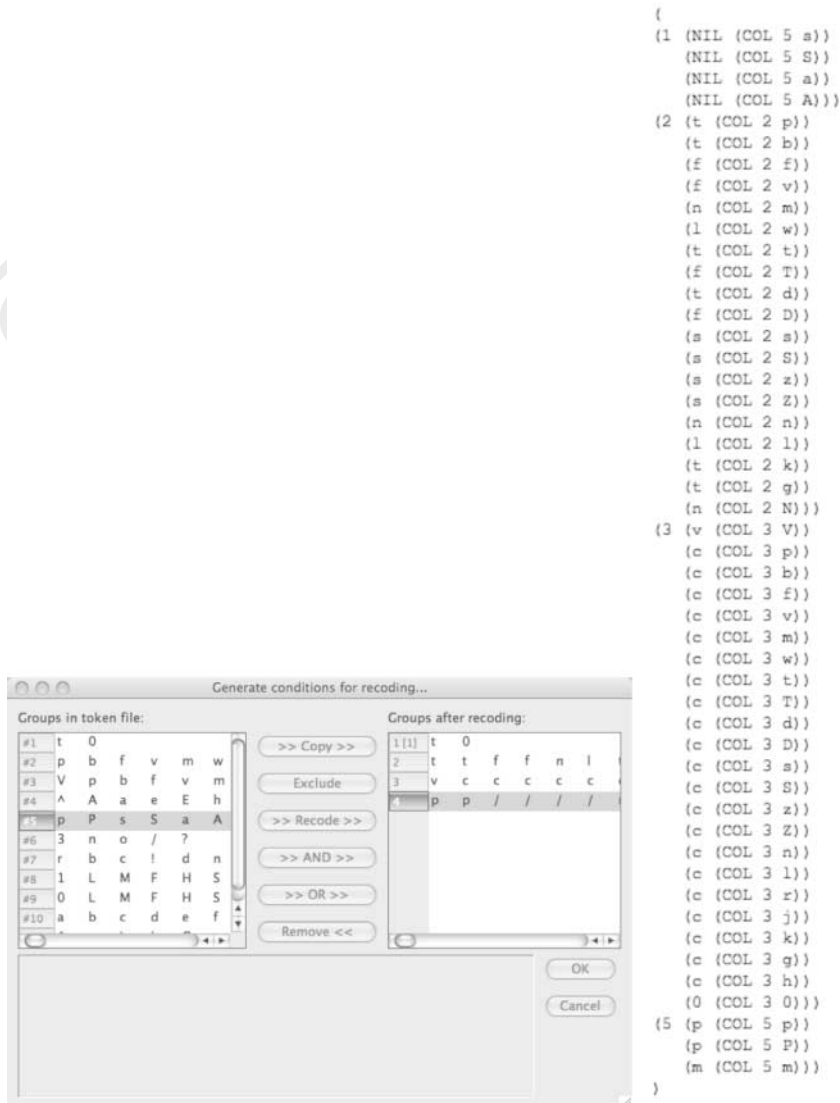 Generate conditions for recoding...
Groups in token file:
#1 t 0
#2 p b f v m w
#3 V p b f v m
#4 ^ A a e E h
#5 p P s S a A
#6 3 n o / ?
#7 r b c ! d n
#8 1 L M F H S
#9 0 L M F H S
#10 a b c d e f
>> Copy >>
Exclude
>> Recode >>
>> AND >>
>> OR >>
Remove <<
Groups after recoding:
1 [1] t 0
2 t t f f n l
3 v c c c c c
4 p p / / / /
OK
Cancel
(
(1 (NIL (COL 5 s))
(NIL (COL 5 S))
(NIL (COL 5 a))
(NIL (COL 5 A)))
(2 (t (COL 2 p))
(t (COL 2 b))
(f (COL 2 f))
(f (COL 2 v))
(n (COL 2 m))
(l (COL 2 w))
(t (COL 2 t))
(f (COL 2 T))
(t (COL 2 d))
(f (COL 2 D))
(s (COL 2 s))
(s (COL 2 S))
(s (COL 2 z))
(s (COL 2 Z))
(n (COL 2 n))
(l (COL 2 l))
(t (COL 2 k))
(t (COL 2 g))
(n (COL 2 N)))
(3 (v (COL 3 V))
(c (COL 3 p))
(c (COL 3 b))
(c (COL 3 f))
(c (COL 3 v))
(c (COL 3 m))
(c (COL 3 w))
(c (COL 3 t))
(c (COL 3 T))
(c (COL 3 d))
(c (COL 3 D))
(c (COL 3 s))
(c (COL 3 S))
(c (COL 3 z))
(c (COL 3 Z))
(c (COL 3 n))
(c (COL 3 l))
(c (COL 3 r))
(c (COL 3 j))
(c (COL 3 k))
(c (COL 3 g))
(c (COL 3 h))
(0 (COL 3 0)))
(5 (p (COL 5 p))
(p (COL 5 P))
(m (COL 5 m)))
)